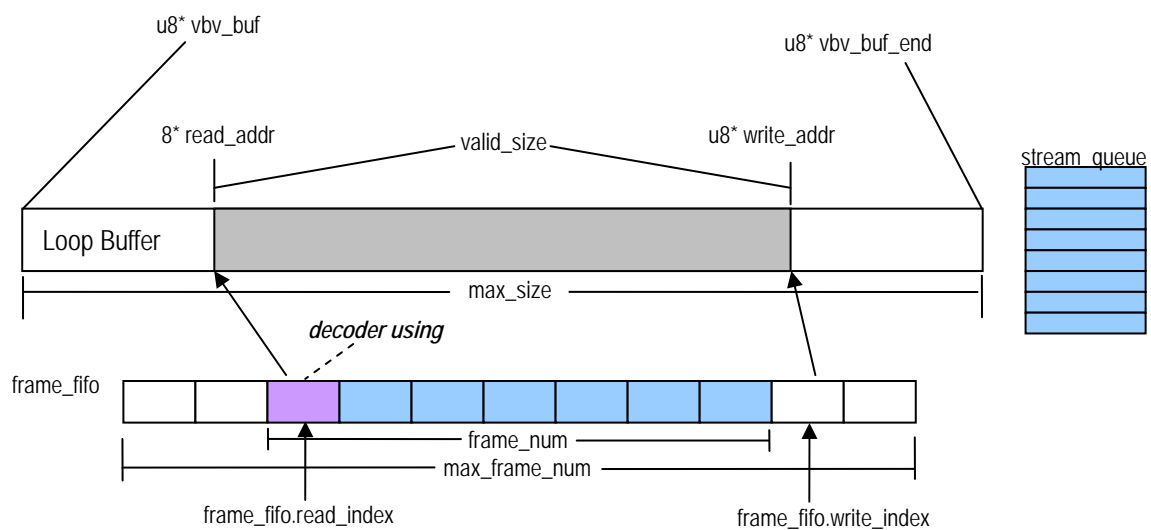 u8* vbv_buf
u8* vbv_buf_end
8* read_addr
valid_size
u8* write_addr
stream_queue
Loop Buffer
max_size
decoder using
frame_fifo
frame_num
max_frame_num
frame_fifo.read_index
frame_fifo.write_index